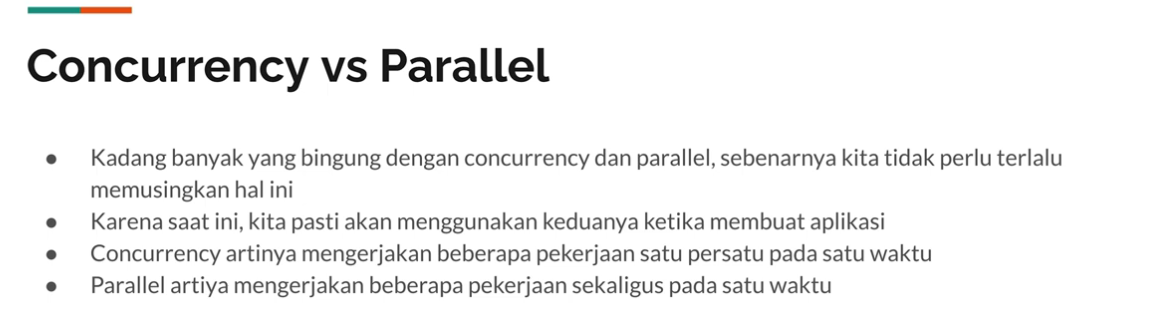 Concurrency vs Parallel
● Kadang banyak yang bingung dengan concurrency dan parallel, sebenarnya kita tidak perlu terlalu
memusingkan hal ini
● Karena saat ini, kita pasti akan menggunakan keduanya ketika membuat aplikasi
● Concurrency artinya mengerjakan beberapa pekerjaan satu persatu pada satu waktu
● Parallel artiya mengerjakan beberapa pekerjaan sekaligus pada satu waktu